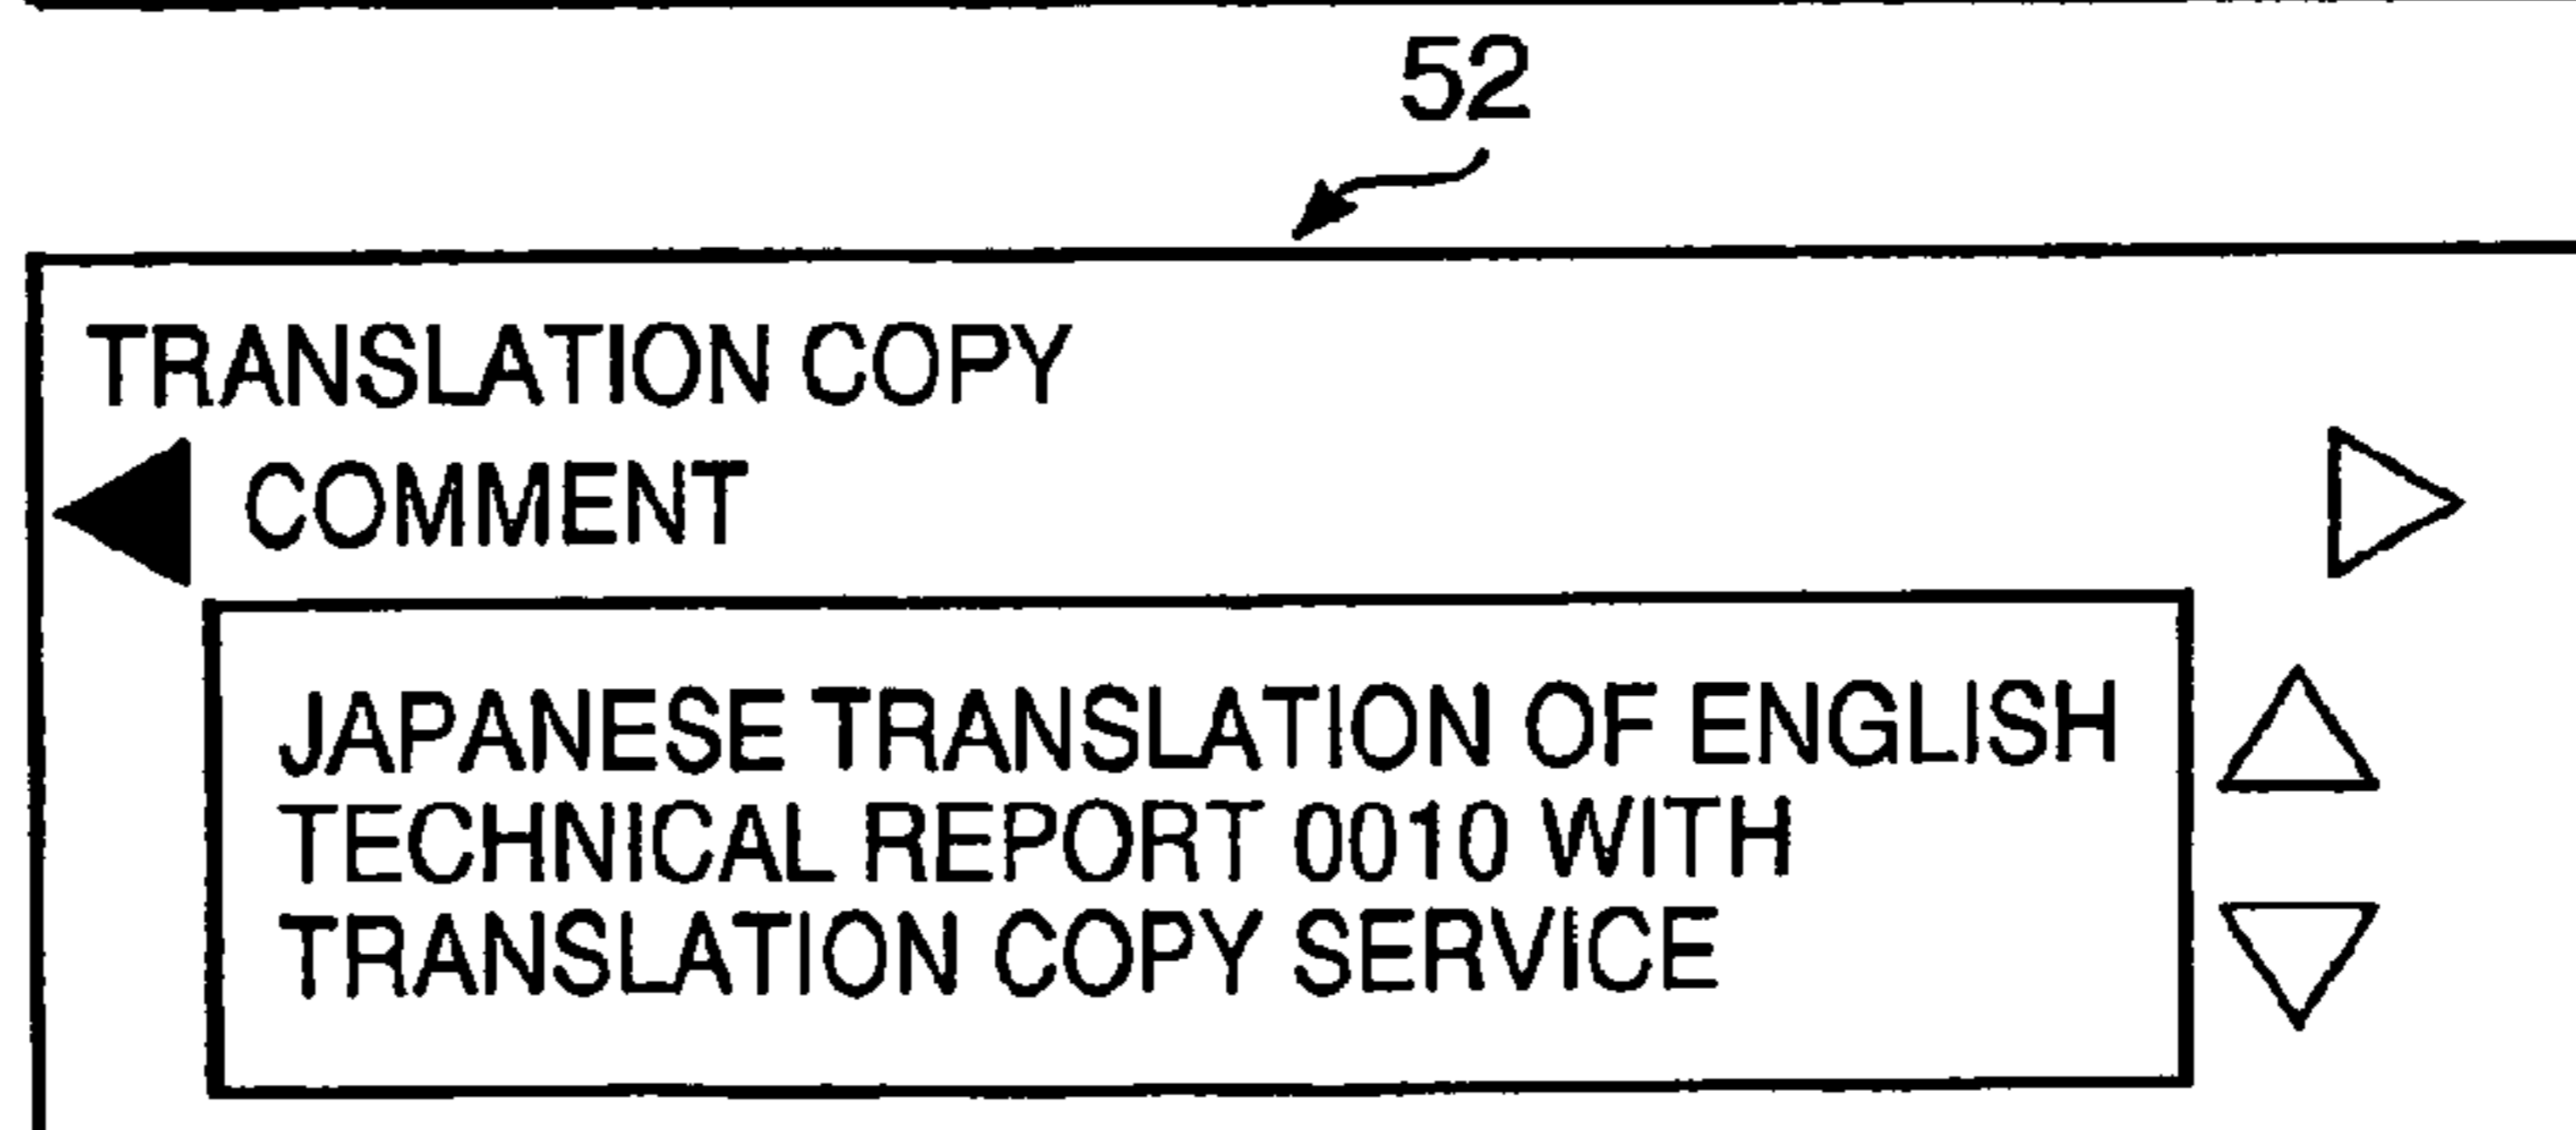 52
TRANSLATION COPY
COMMENT
JAPANESE TRANSLATION OF ENGLISH
TECHNICAL REPORT 0010 WITH
TRANSLATION COPY SERVICE